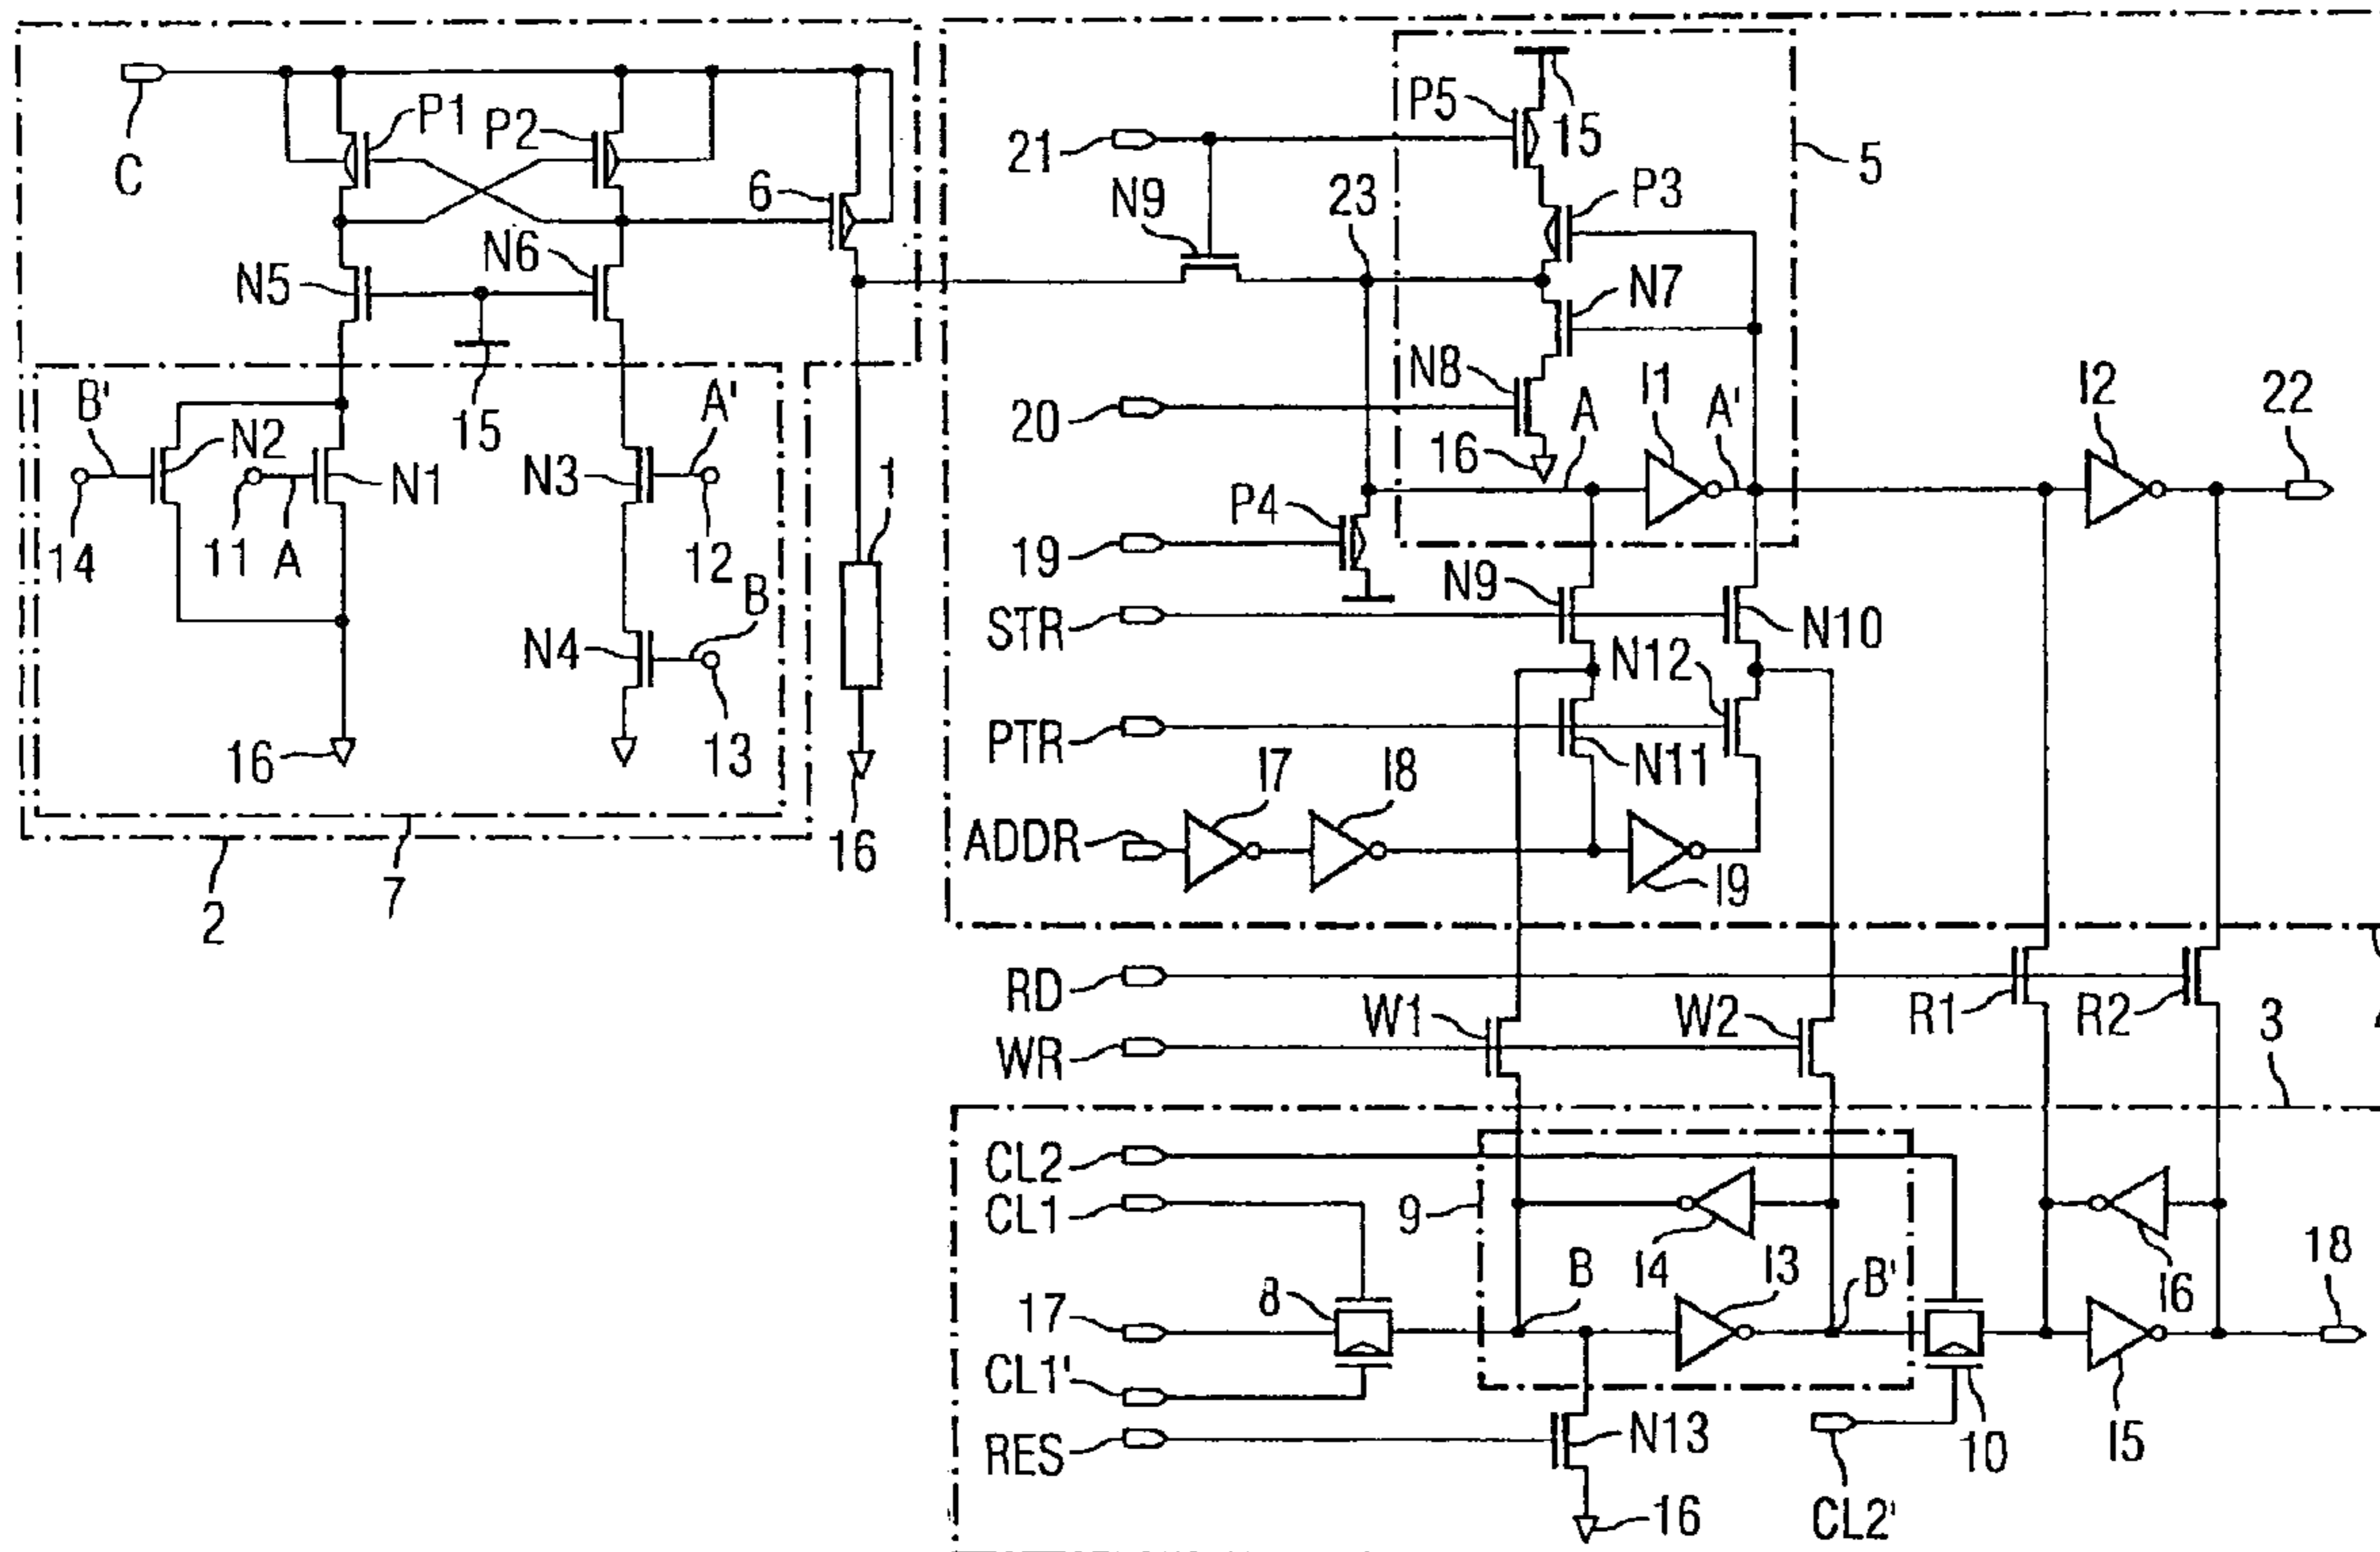 C
P1
P2
6
N5
N6
15
B'
N2
14
11
A
N1
N3
A'
12
B
N4
13
16
1
16
2
7
21
N9
23
P5
15
P3
5
N7
N8
20
16
A
I1
A'
I2
22
P4
19
N9
STR
N10
N12
PTR
N11
I7
I8
ADDR
I9
RD
R1
R2
WR
W1
W2
3
CL2
CL1
9
I4
I3
B
B'
I6
18
17
8
CL1'
RES
N13
16
CL2'
10
I5